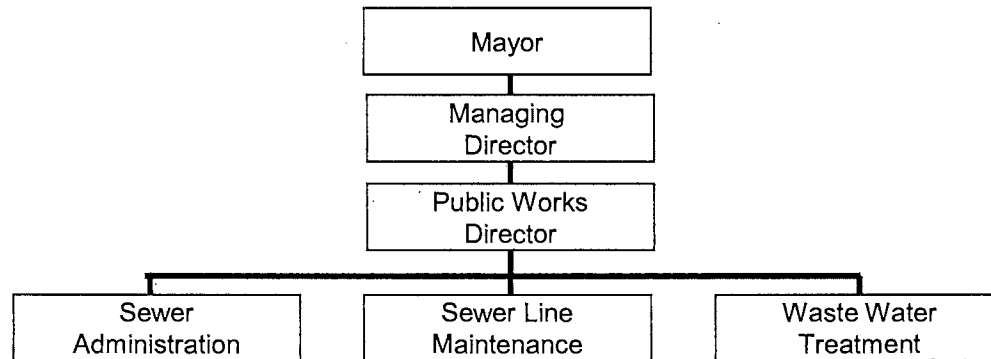 Mayor
Managing
Director
Public Works
Director
Sewer
Administration
Sewer Line
Maintenance
Waste Water
Treatment